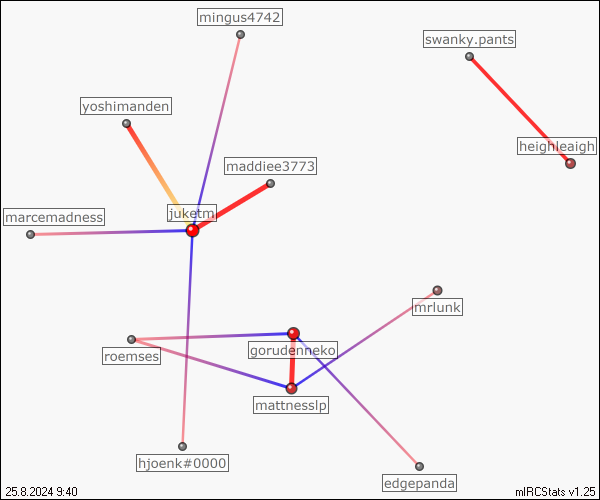 mingus4742
swanky.pants
yoshimanden
heighleaigh
maddiee3773
juketm
marcemadness
mrlunk
gorudenneko
roemses
mattnesslp
hjoenk#0000
edgepanda
25.8.2024 9:40
mIRCStats v1.25